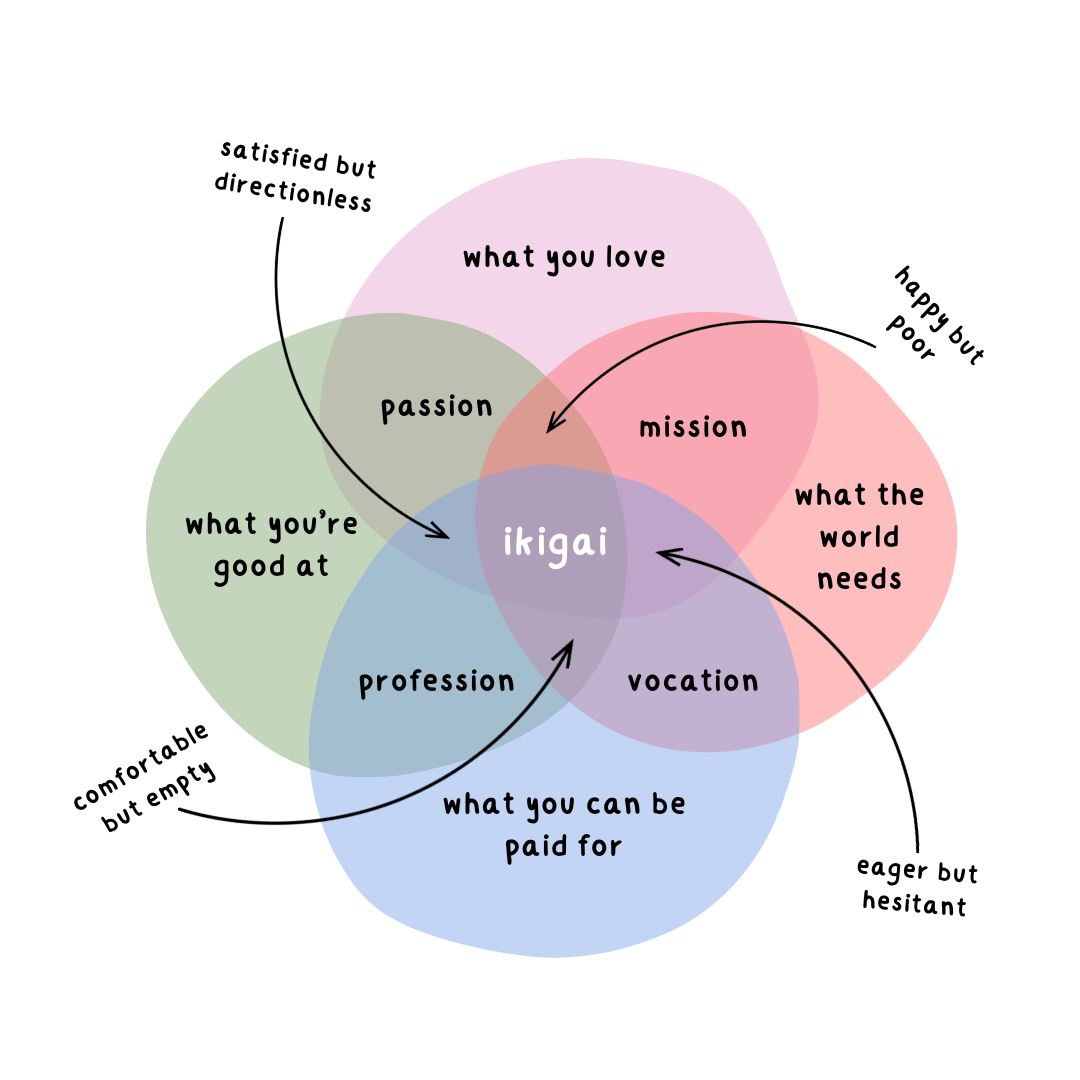 satisfied but
directionless
what you love
happy but
poor
passion
mission
what the
world
needs
what you're
good at
ikigai
profession
vocation
comfortable
but empty
what you can be
paid for
eager but
hesitant